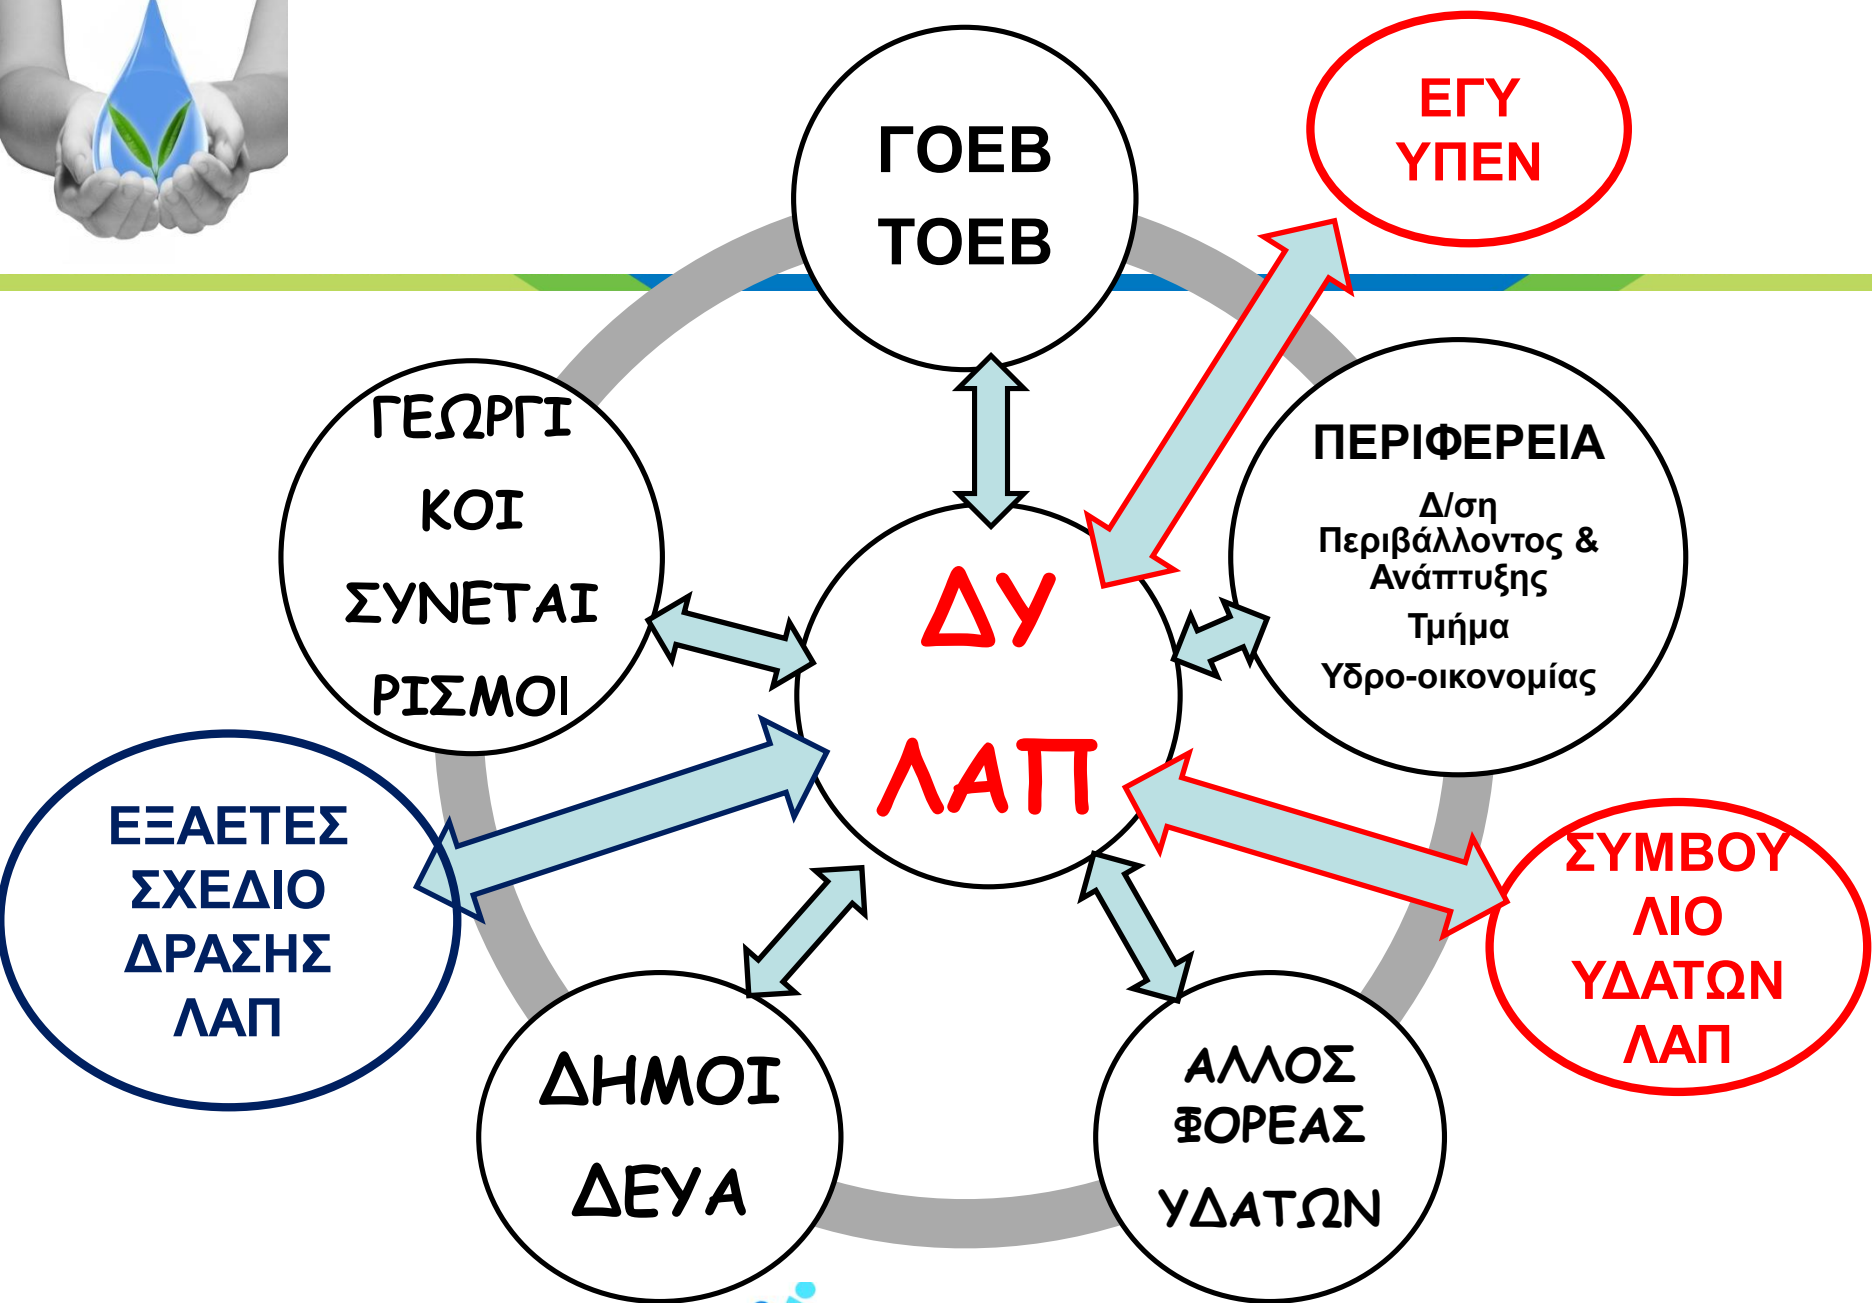 ΓΟΕΒ
ΤΟΕΒ
ΕΓΥ
ΥΠΕΝ
ΓΕΩΡΓΙ
ΚΟΙ
ΣΥΝΕΤΑΙ
ΡΙΣΜΟΙ
ΠΕΡΙΦΕΡΕΙΑ
Δ/ση
Περιβάλλοντος &
Ανάπτυξης
Τμήμα
Υδρο-οικονομίας
ΔΥ
ΛΑΠ
ΕΞΑΕΤΕΣ
ΣΧΕΔΙΟ
ΔΡΑΣΗΣ
ΛΑΠ
ΣΥΜΒΟΥ
ΛΙΟ
ΥΔΑΤΩΝ
ΛΑΠ
ΔΗΜΟΙ
ΔΕΥΑ
ΑΛΛΟΣ
ΦΟΡΕΑΣ
ΥΔΑΤΩΝ